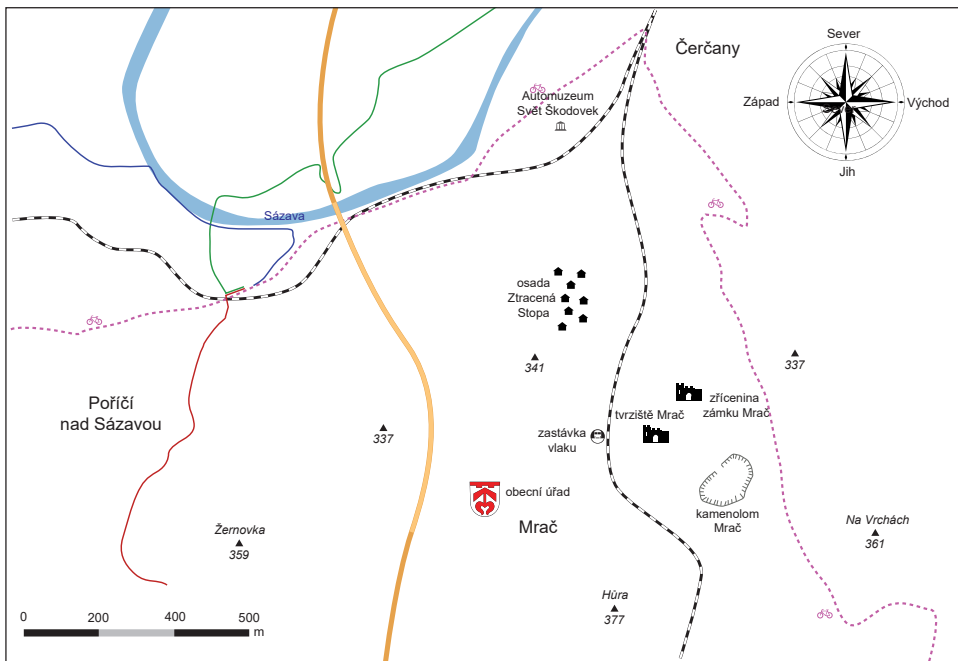 Sever
Západ
Východ
Jih
Čerčany
Automuzeum
Svět Škodovek
Sázava
osada
Ztracená
Stopa
341
337
zřícenina
zámku Mrač
tvrziště Mrač
Poříčí
nad Sázavou
337
zastávka
vlaku
obecní úřad
Mrač
kamenolom
Mrač
Na Vrchách
361
Žernovka
359
Hůra
377
0 200 400 500
m